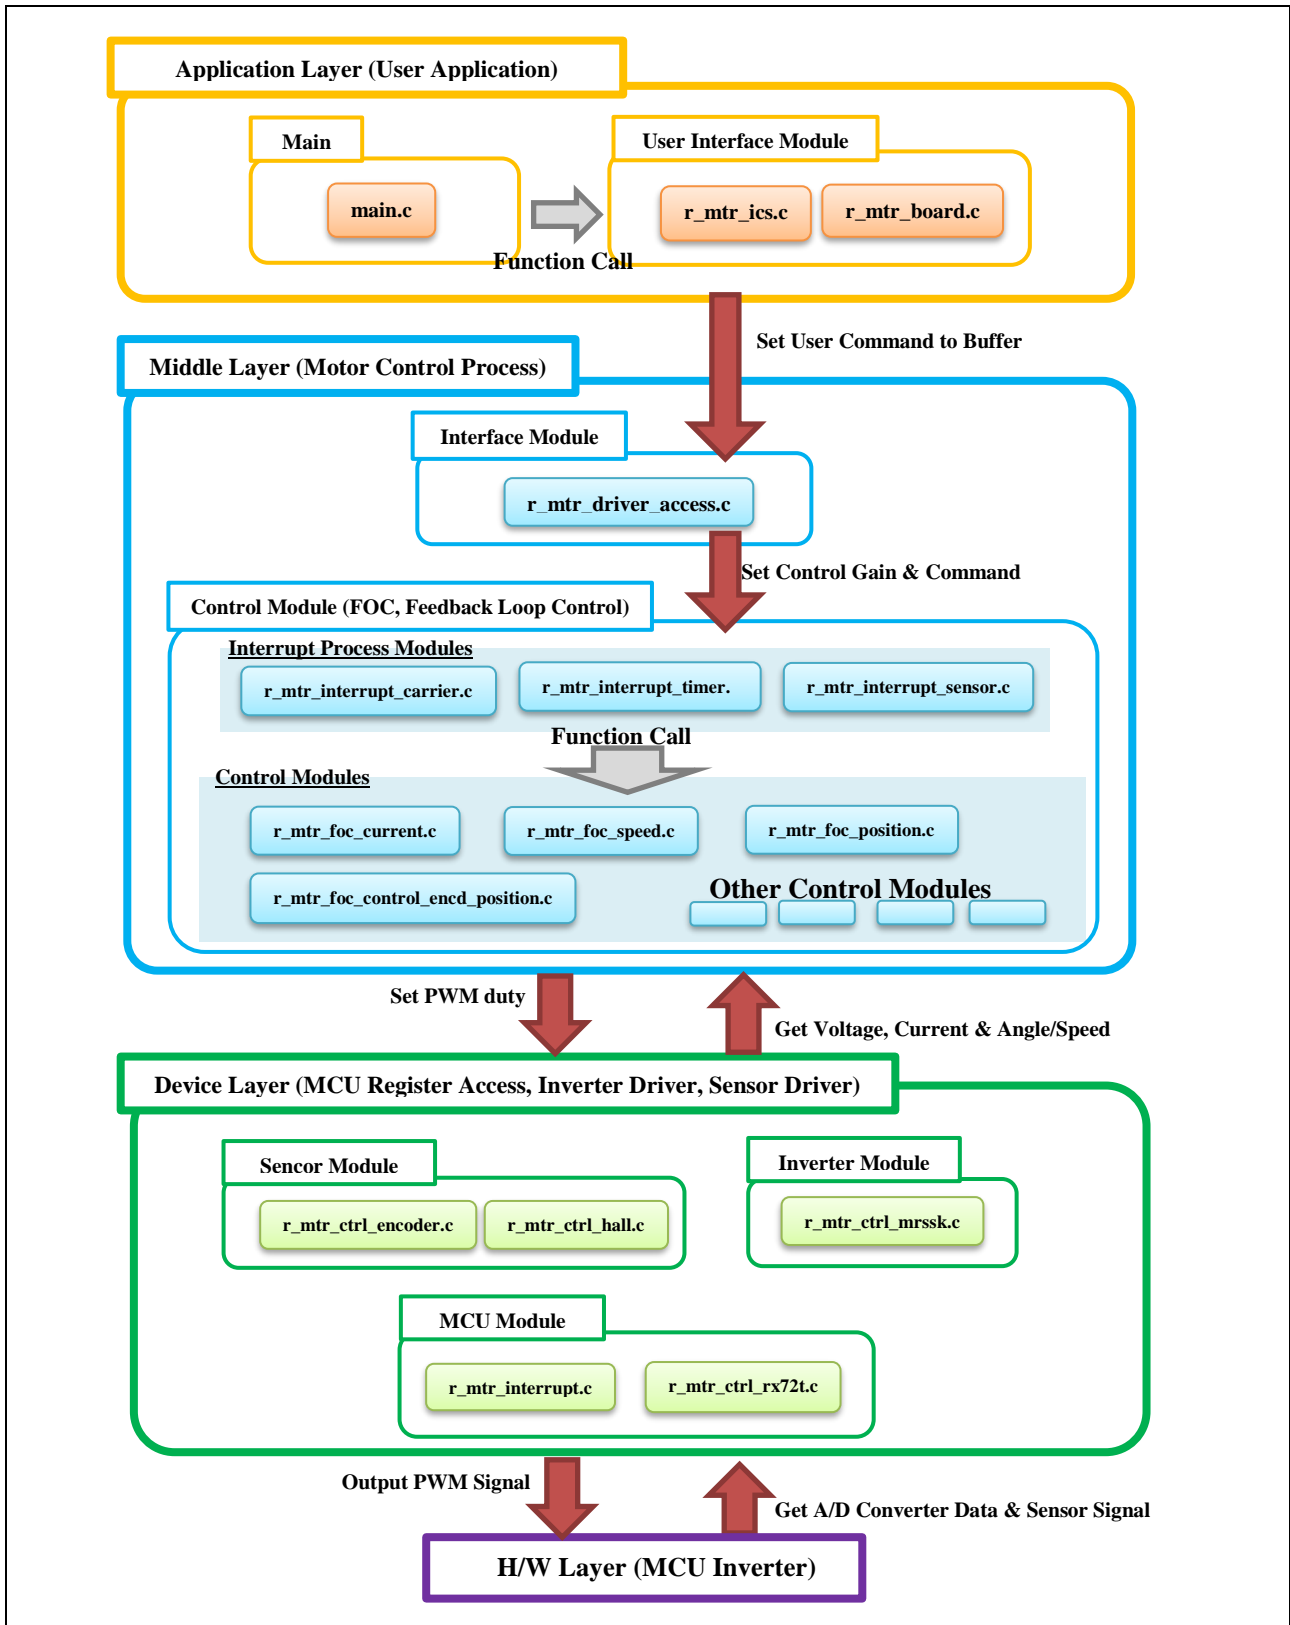 Application Layer (User Application)
Main
User Interface Module
main.c
r_mtr_ics.c
r_mtr_board.c
Function Call
Set User Command to Buffer
Middle Layer (Motor Control Process)
Interface Module
r_mtr_driver_access.c
Set Control Gain & Command
Control Module (FOC, Feedback Loop Control)
Interrupt Process Modules
r_mtr_interrupt_carrier.c
r_mtr_interrupt_timer.
r_mtr_interrupt_sensor.c
Function Call
Control Modules
r_mtr_foc_current.c
r_mtr_foc_speed.c
r_mtr_foc_position.c
r_mtr_foc_control_encd_position.c
Other Control Modules
Set PWM duty
Get Voltage, Current & Angle/Speed
Device Layer (MCU Register Access, Inverter Driver, Sensor Driver)
Sencor Module
Inverter Module
r_mtr_ctrl_encoder.c
r_mtr_ctrl_hall.c
r_mtr_ctrl_mrssk.c
MCU Module
r_mtr_interrupt.c
r_mtr_ctrl_rx72t.c
Output PWM Signal
Get A/D Converter Data & Sensor Signal
H/W Layer (MCU Inverter)